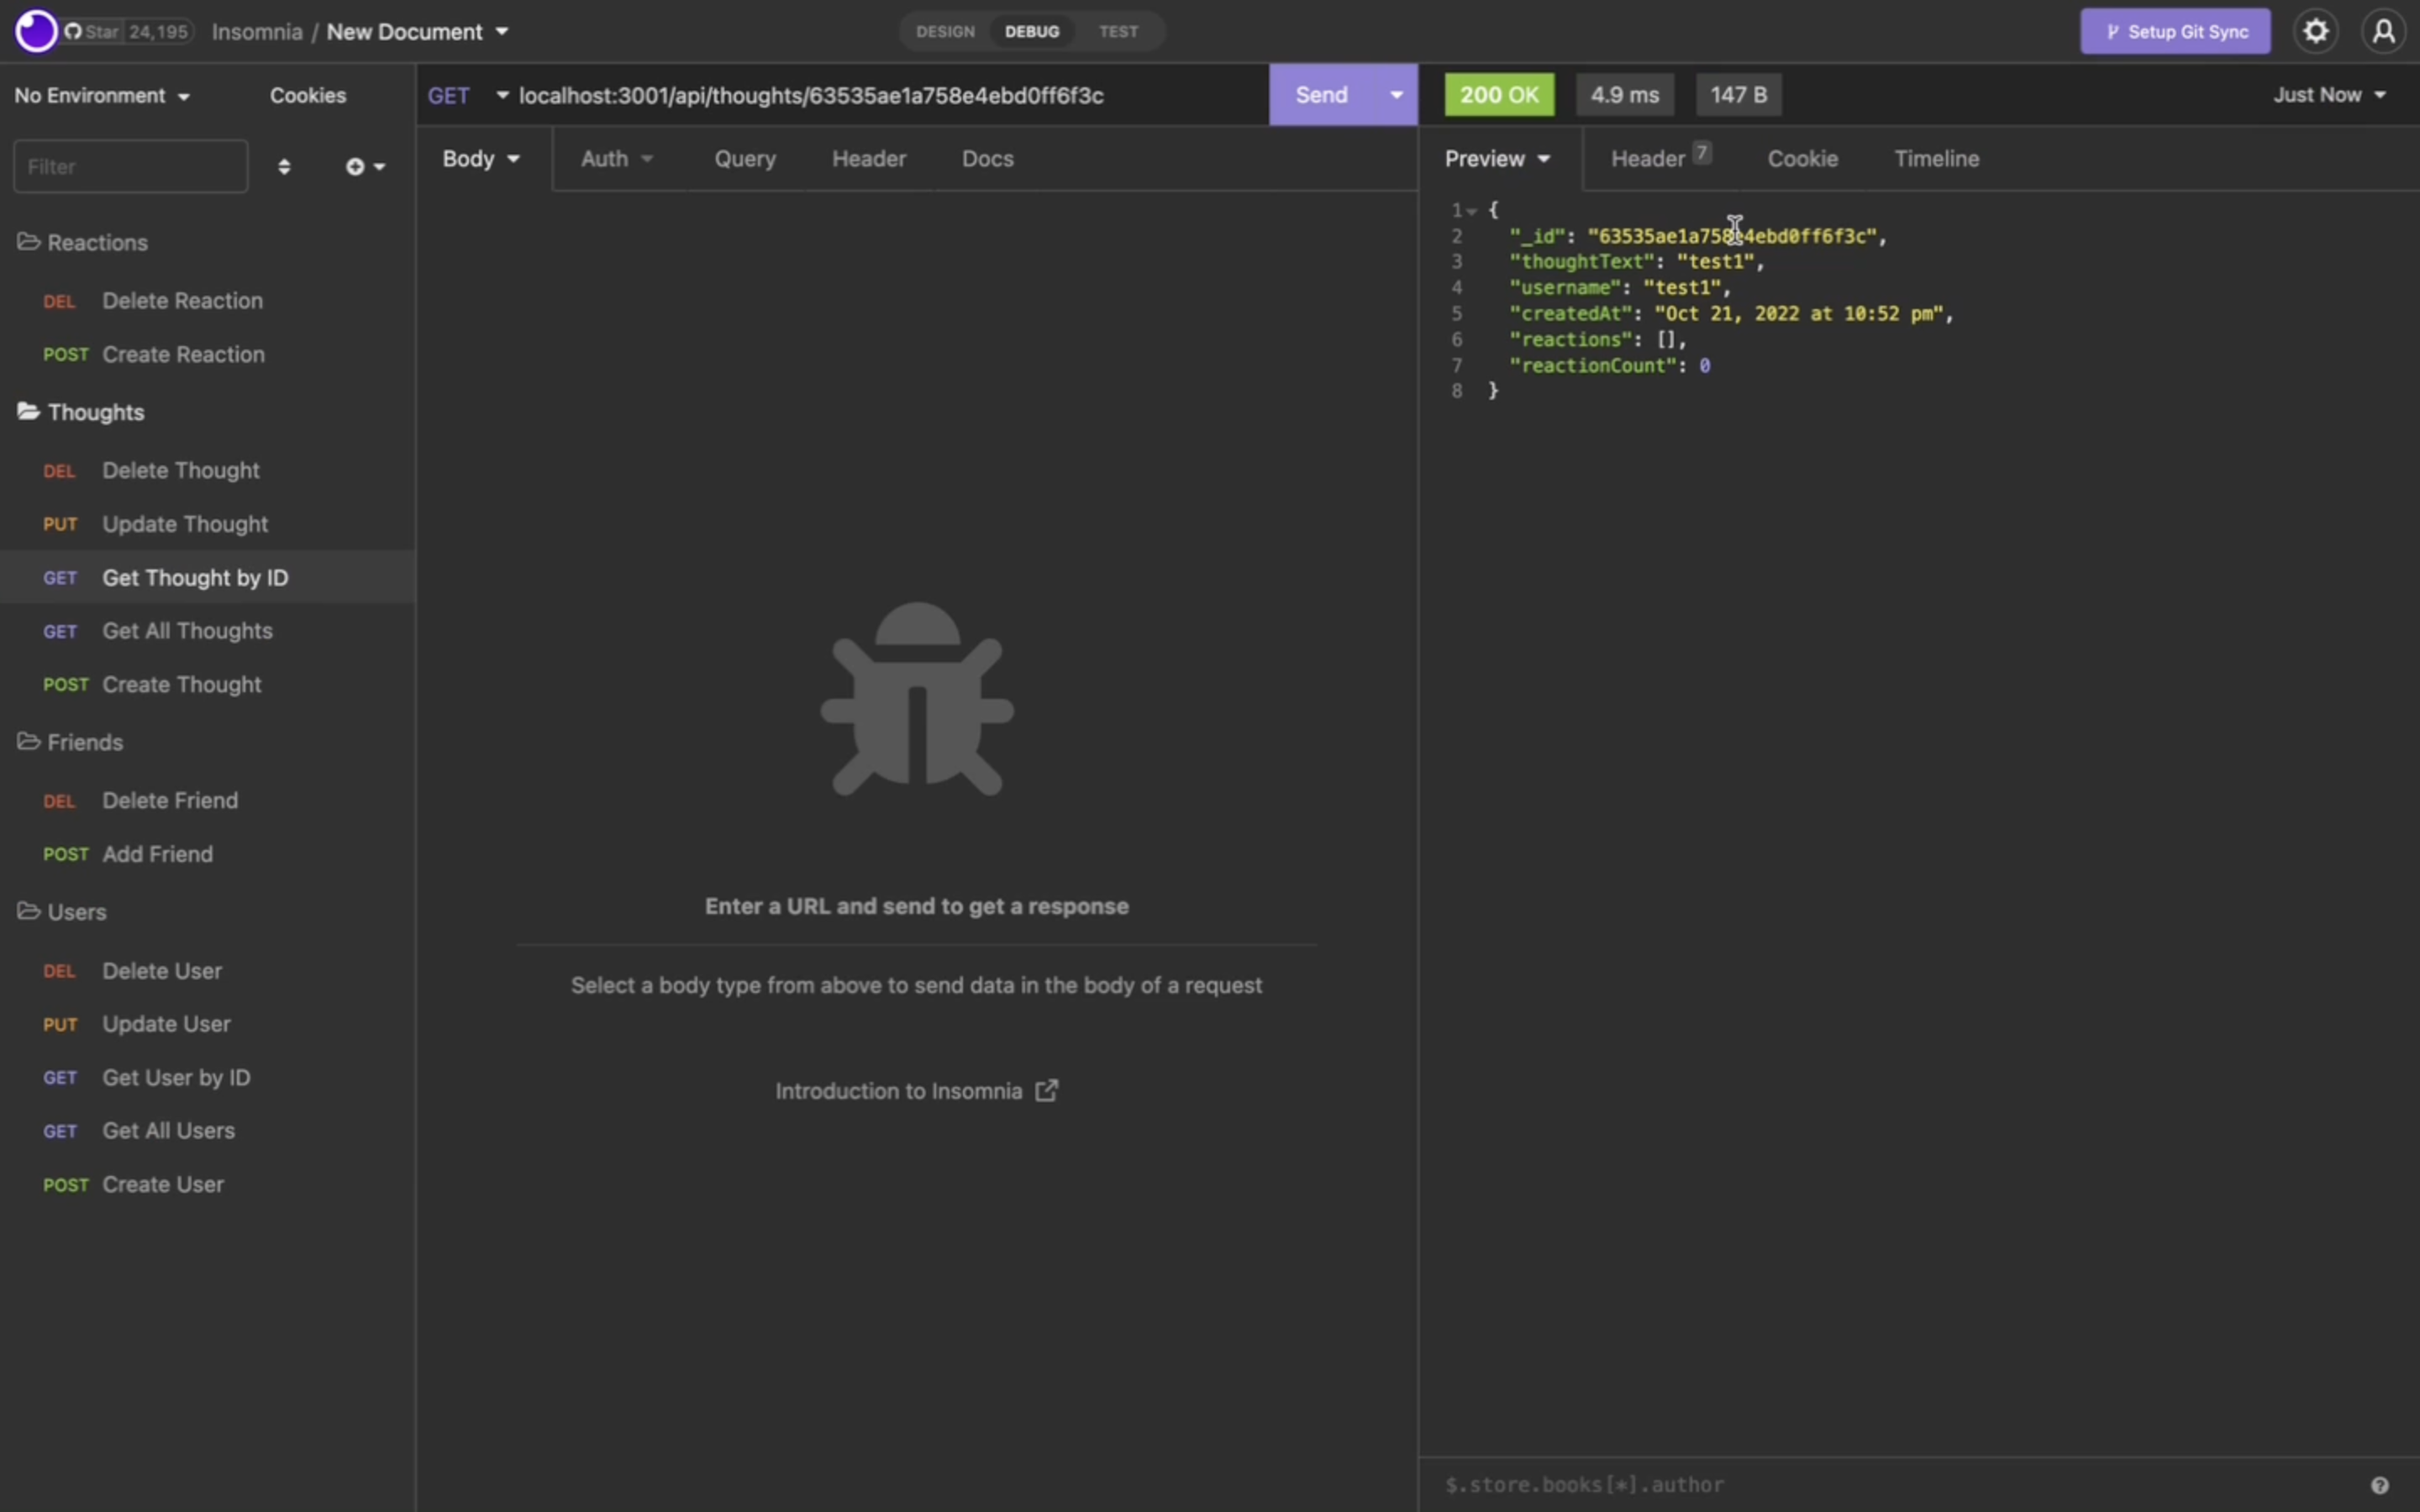 Star 24,195 Insomnia / New Document DESIGN DEBUG TEST Setup Git Sync
No Environment Cookies
Filter
Reactions
DEL Delete Reaction
POST Create Reaction
Thoughts
DEL Delete Thought
PUT Update Thought
GET Get Thought by ID
GET Get All Thoughts
POST Create Thought
Friends
DEL Delete Friend
POST Add Friend
Users
DEL Delete User
PUT Update User
GET Get User by ID
GET Get All Users
POST Create User
GET localhost:3001/api/thoughts/63535ae1a758e4ebd0ff6f3c Send
Body Auth Query Header Docs
Enter a URL and send to get a response
Select a body type from above to send data in the body of a request
Introduction to Insomnia
200 OK 4.9 ms 147 B Just Now
Preview Header 7 Cookie Timeline
1 {
2 "_id": "63535ae1a758e4ebd0ff6f3c",
3 "thoughtText": "test1",
4 "username": "test1",
5 "createdAt": "Oct 21, 2022 at 10:52 pm",
6 "reactions": [],
7 "reactionCount": 0
8 }
$.store.books[*].author